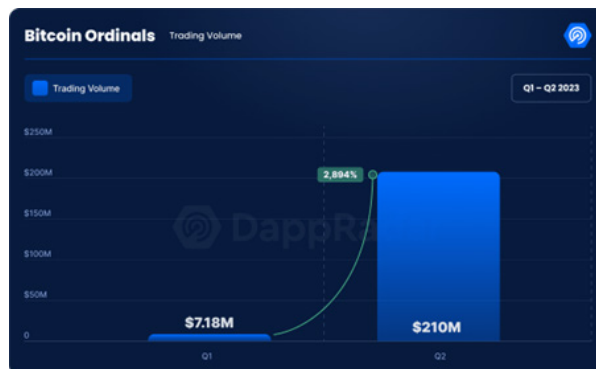 Bitcoin Ordinals Trading Volume
Trading Volume
Q1 – Q2 2023
$250M
$200M
2,894%
$150M
DappRa
$100M
$50M
$7.18M
$210M
0
Q1 Q2